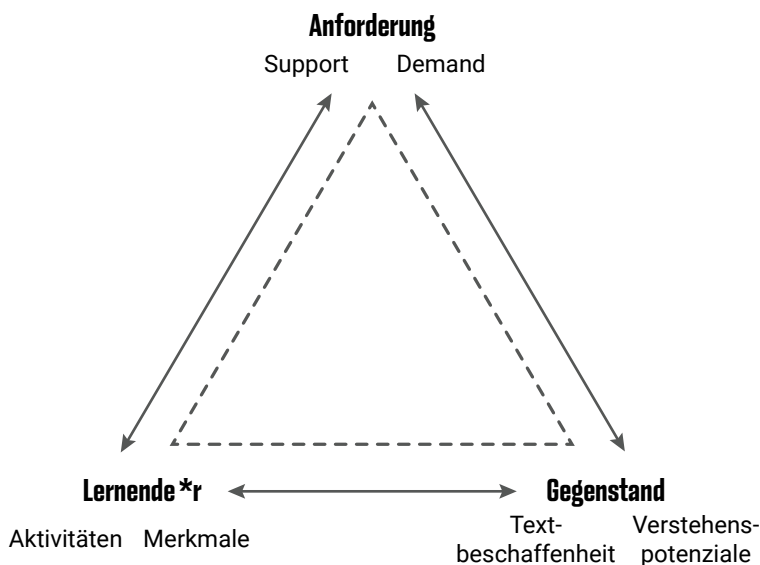 Anforderung
Support Demand
Lernende*r Gegenstand
Aktivitäten Merkmale
Text-
beschaffenheit
Verstehens-
potenziale